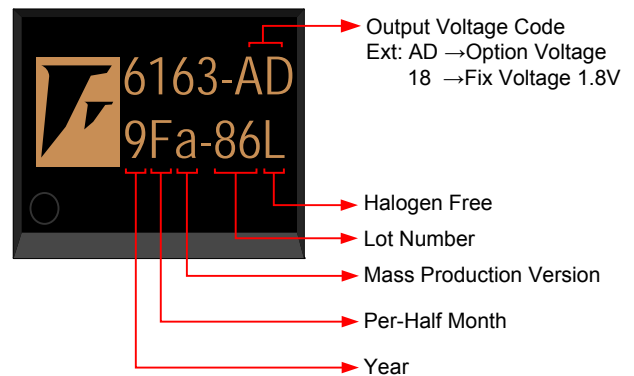 6163-AD
9Fa-86L
Output Voltage Code
Ext: AD →Option Voltage
18 →Fix Voltage 1.8V
Halogen Free
Lot Number
Mass Production Version
Per-Half Month
Year